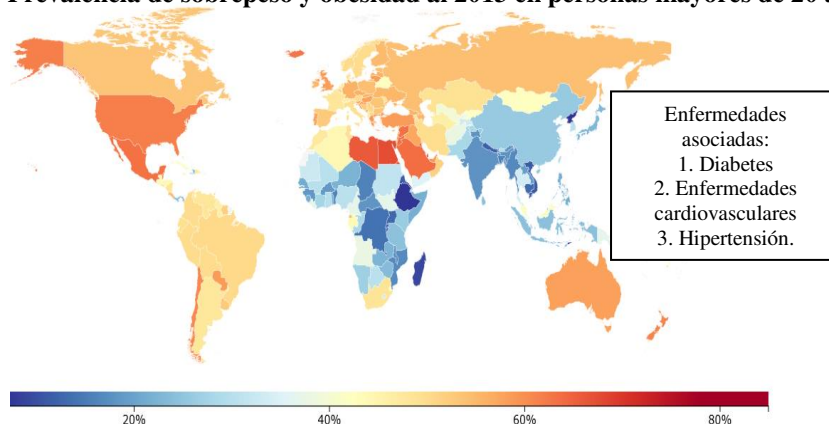 Prevalencia de sobrepeso y obesidad al 2013 en personas mayores de 20
Enfermedades
asociadas:
1. Diabetes
2. Enfermedades
cardiovasculares
3. Hipertensión.
20%
40%
60%
80%